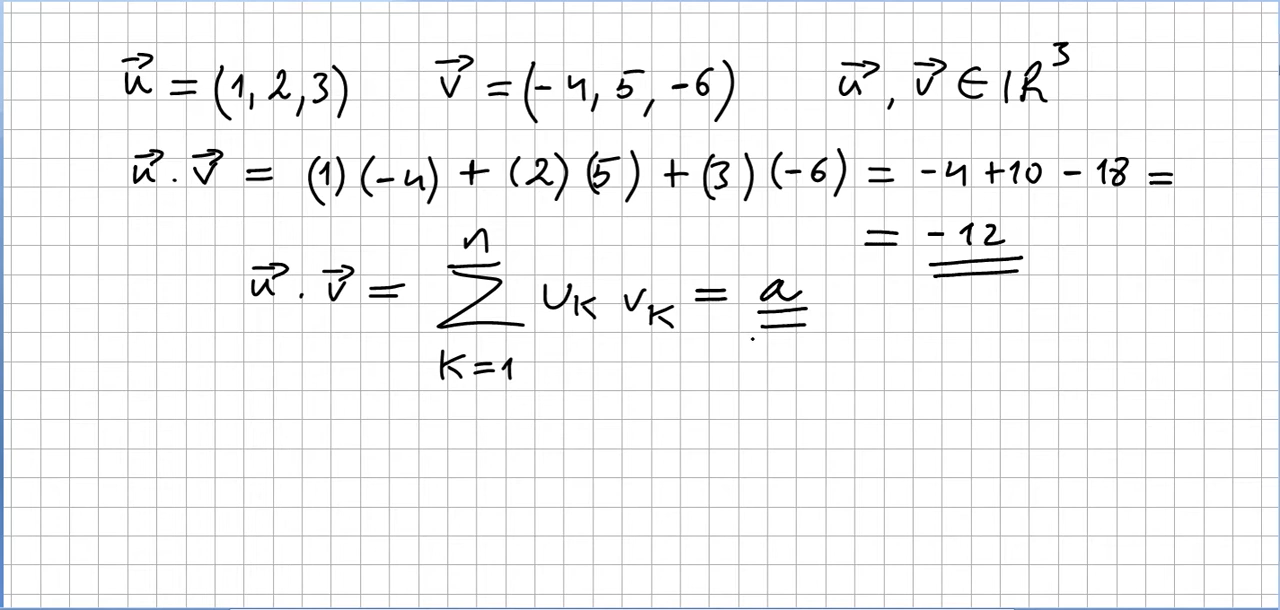 u⃗ = (1, 2, 3) v⃗ = (-4, 5, -6) u⃗, v⃗ ∈ ℝ³
u⃗ . v⃗ = (1)(-4) + (2)(5) + (3)(-6) = -4 + 10 - 18 =
= -12
u⃗ . v⃗ = ∑_{K=1}^{n} u_K v_K = a